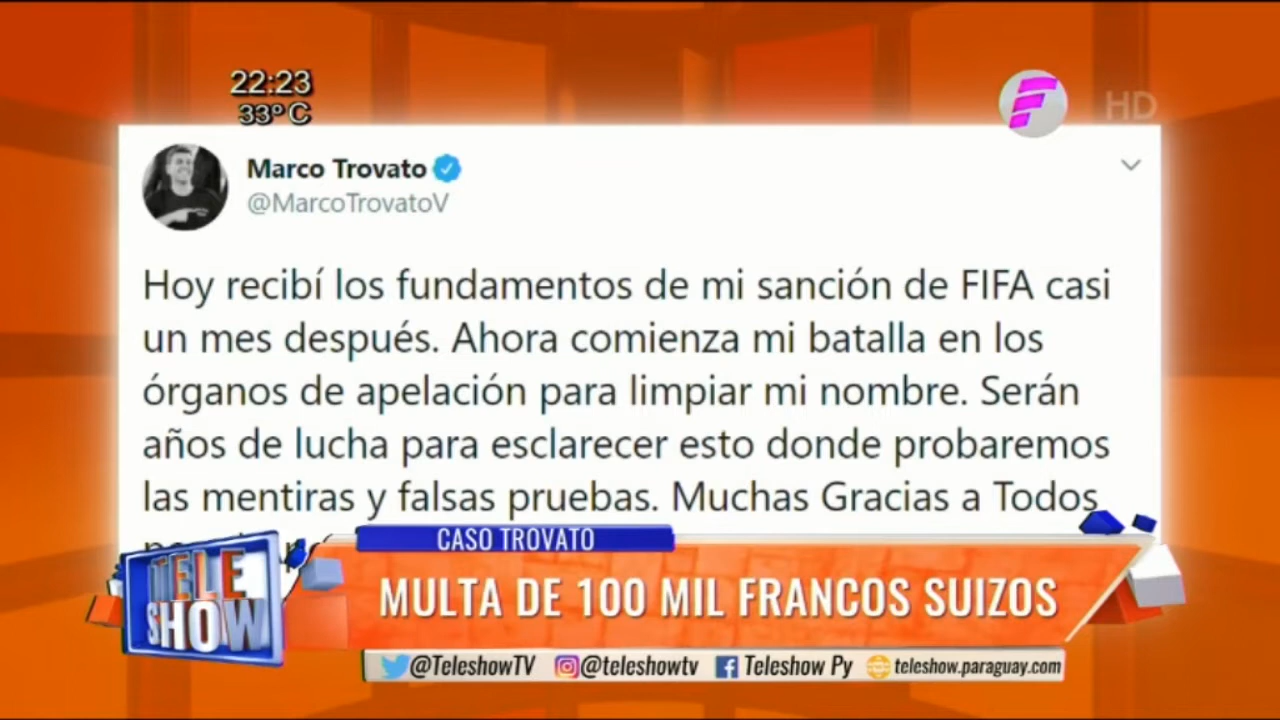 22:23
33ºC
HD
Marco Trovato
@MarcoTrovatoV
Hoy recibí los fundamentos de mi sanción de FIFA casi
un mes después. Ahora comienza mi batalla en los
órganos de apelación para limpiar mi nombre. Serán
años de lucha para esclarecer esto donde probaremos
las mentiras y falsas pruebas. Muchas Gracias a Todos
CASO TROVATO
TELE
SHOW
MULTA DE 100 MIL FRANCOS SUIZOS
@TeleshowTV @teleshowtv Teleshow Py teleshow.paraguay.com